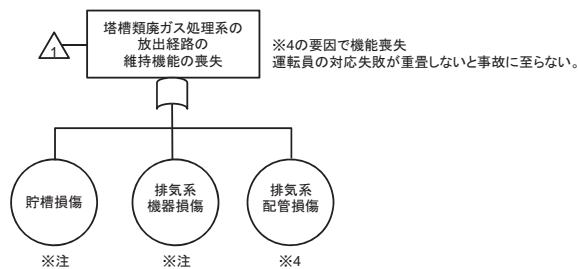 塔槽類廃ガス処理系の
放出経路の
維持機能の喪失
1
※4の要因で機能喪失
運転員の対応失敗が重畳しないと事故に至らない。
貯槽損傷
排気系
機器損傷
排気系
配管損傷
※注
※注
※4